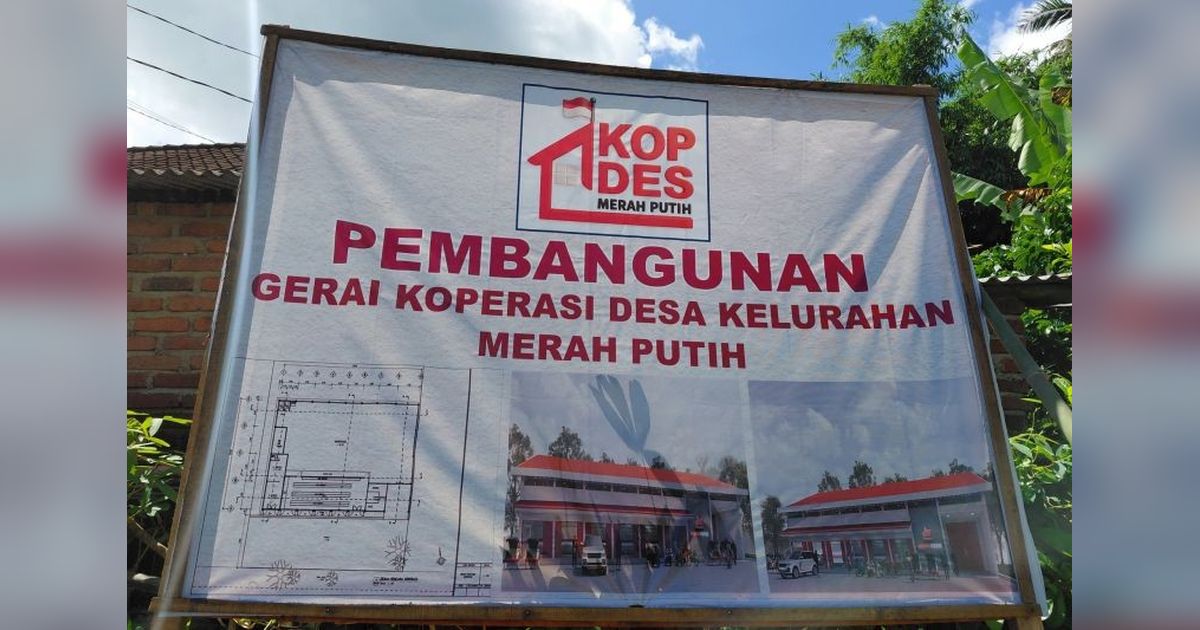 KOP
DES
MERAH PUTIH
PEMBANGUNAN
GERAI KOPERASI DESA KELURAHAN
MERAH PUTIH